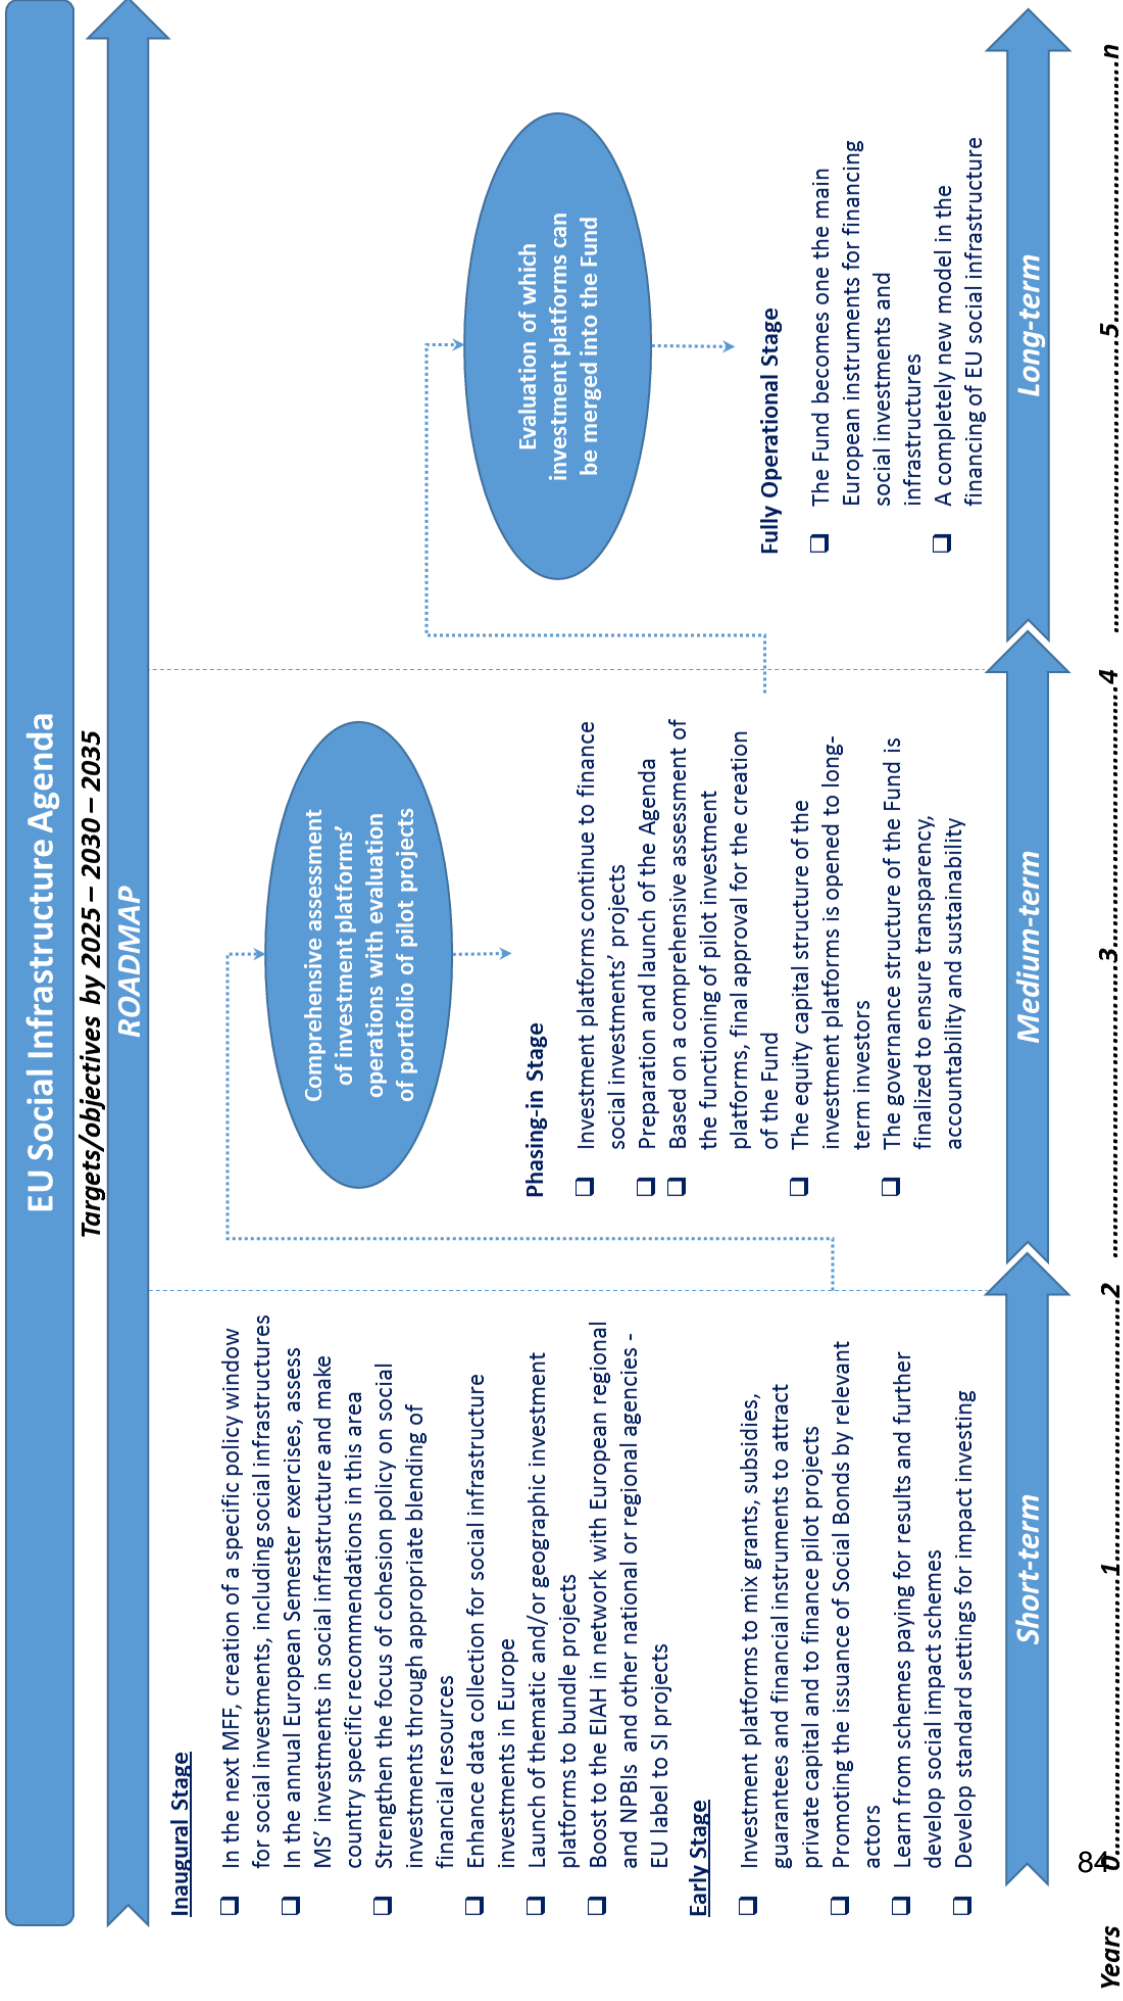 EU Social Infrastructure Agenda
Targets/objectives by 2025 – 2030 – 2035
ROADMAP
Inaugural Stage
❑ In the next MFF, creation of a specific policy window
for social investments, including social infrastructures
❑ In the annual European Semester exercises, assess
MS' investments in social infrastructure and make
country specific recommendations in this area
❑ Strengthen the focus of cohesion policy on social
investments through appropriate blending of
financial resources
❑ Enhance data collection for social infrastructure
investments in Europe
❑ Launch of thematic and/or geographic investment
platforms to bundle projects
❑ Boost to the EIAH in network with European regional
and NPBIs and other national or regional agencies -
EU label to SI projects
Early Stage
❑ Investment platforms to mix grants, subsidies,
guarantees and financial instruments to attract
private capital and to finance pilot projects
❑ Promoting the issuance of Social Bonds by relevant
actors
❑ Learn from schemes paying for results and further
develop social impact schemes
❑ Develop standard settings for impact investing
Comprehensive assessment
of investment platforms'
operations with evaluation
of portfolio of pilot projects
Phasing-in Stage
❑ Investment platforms continue to finance
social investments' projects
❑ Preparation and launch of the Agenda
❑ Based on a comprehensive assessment of
the functioning of pilot investment
platforms, final approval for the creation
of the Fund
❑ The equity capital structure of the
investment platforms is opened to long-
term investors
❑ The governance structure of the Fund is
finalized to ensure transparency,
accountability and sustainability
Evaluation of which
investment platforms can
be merged into the Fund
Fully Operational Stage
❑ The Fund becomes one the main
European instruments for financing
social investments and
infrastructures
❑ A completely new model in the
financing of EU social infrastructure
Short-term
Medium-term
Long-term
Years 0 1 2 3 4 5 n
84